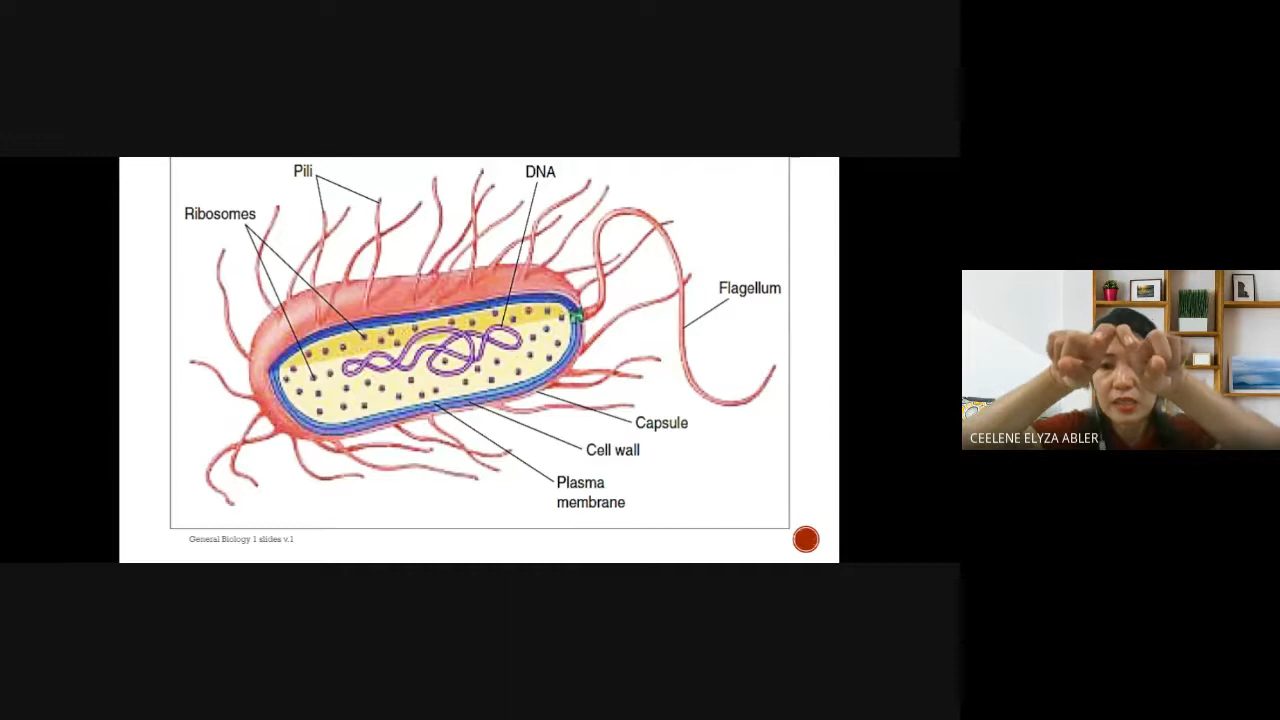 Pili
DNA
Ribosomes
Flagellum
Capsule
Cell wall
Plasma
membrane
General Biology 1 slides v.1
CEELENE ELYZA ABLER